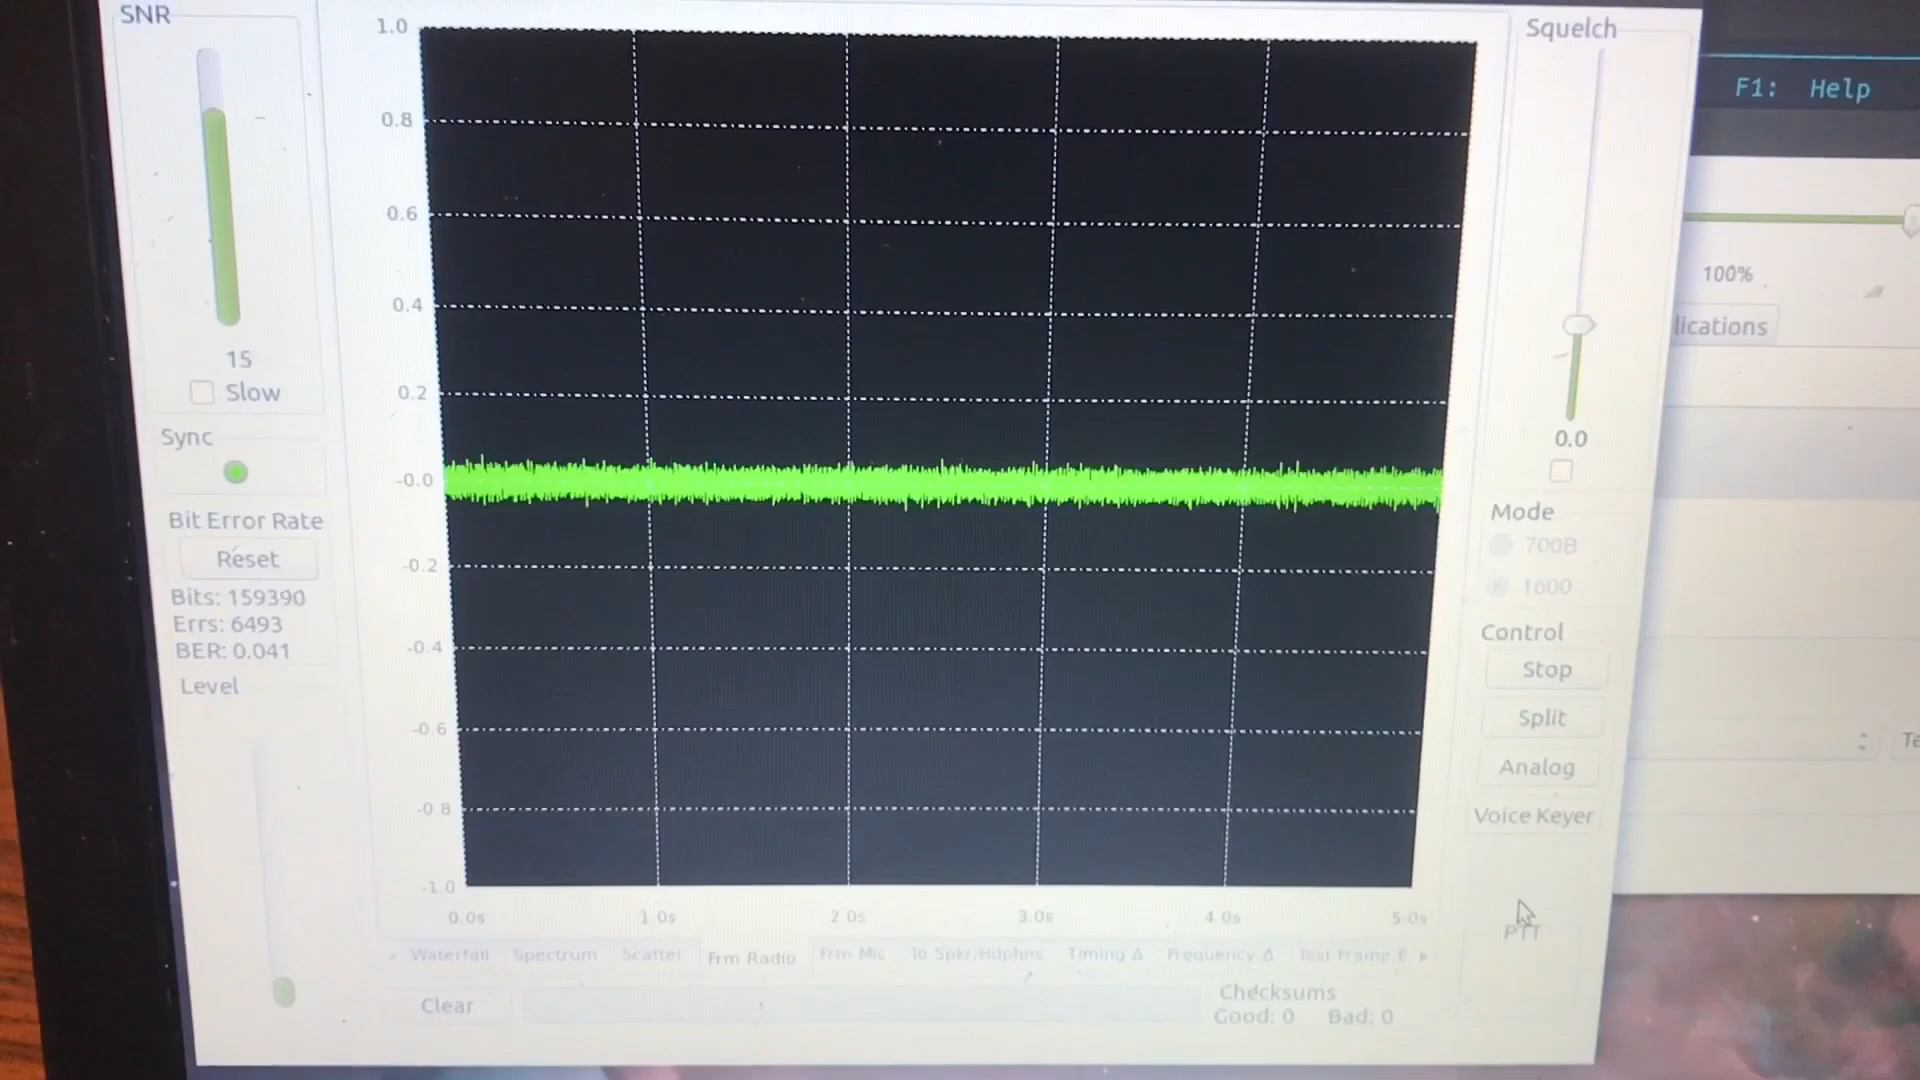 SNR
15
Slow
Sync
Bit Error Rate
Reset
Bits: 159390
Errs: 6493
BER: 0.041
Level
1.0
0.8
0.6
0.4
0.2
-0.0
-0.2
-0.4
-0.6
-0.8
-1.0
0.0s 1.0s 2.0s 3.0s 4.0s 5.0s
Waterfall Spectrum Scatter Frm Radio Frm Mic To Spkr/Hdphns Timing Δ Frequency Δ Test Frame E
Clear
Checksums
Good: 0 Bad: 0
Squelch
0.0
Mode
700B
1600
Control
Stop
Split
Analog
Voice Keyer
PTT
F1: Help
100%
lications
Te